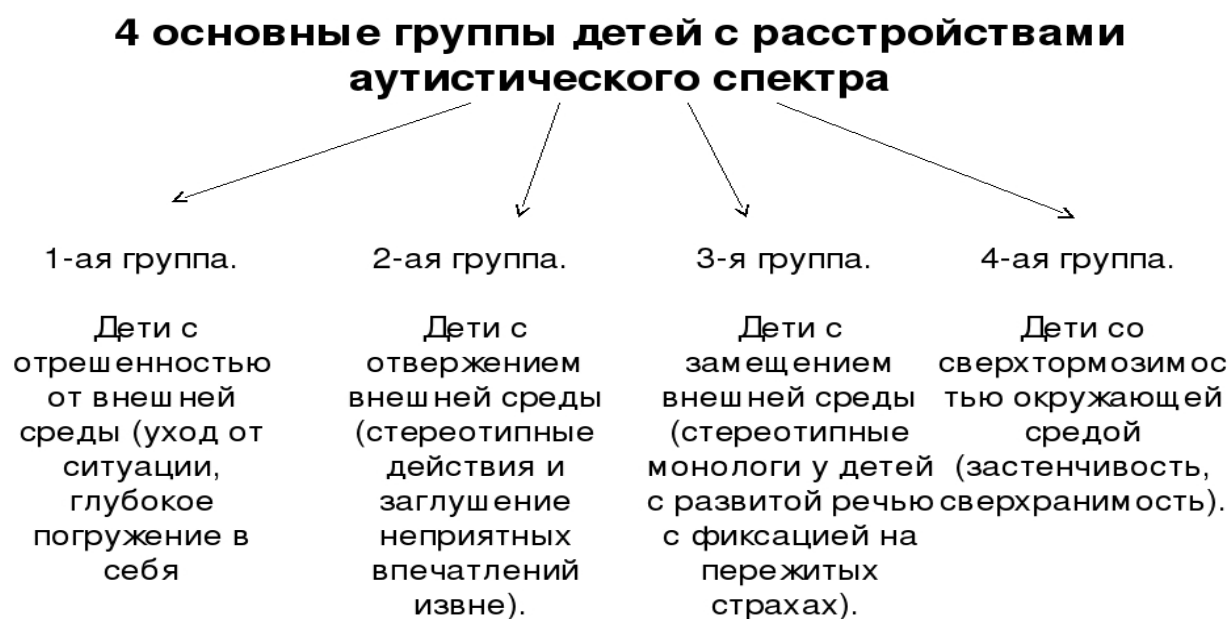 4 основные группы детей с расстройствами
аутистического спектра
1-ая группа.
Дети с
отрешенностью
от внешней
среды (уход от
ситуации,
глубокое
погружение в
себя
2-ая группа.
Дети с
отвержением
внешней среды
(стереотипные
действия и
заглушение
неприятных
впечатлений
извне).
3-я группа.
Дети с
замещением
внешней среды
(стереотипные
монологи у детей
с развитой речью
с фиксацией на
пережитых
страхах).
4-ая группа.
Дети со
сверхтормозимос
тью окружающей
средой
(застенчивость,
сверхранимость).